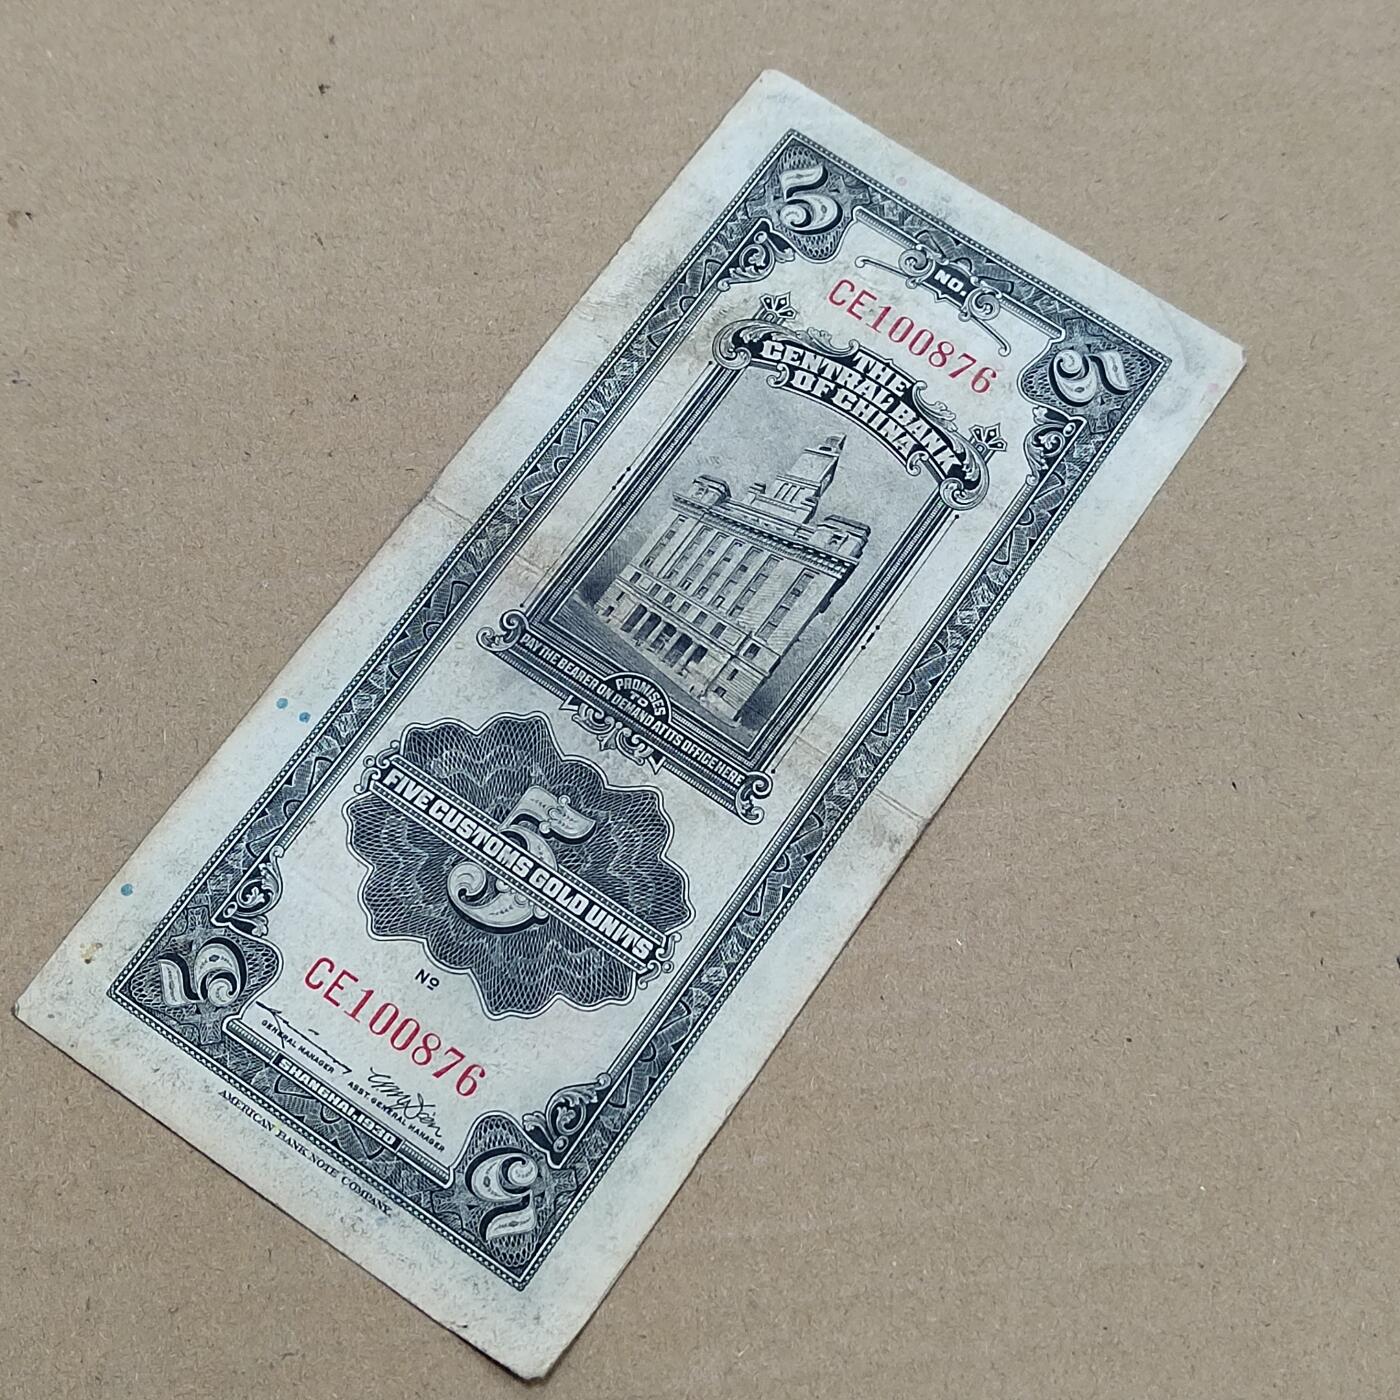 5
NO.
5
CE100876
THE
CENTRAL BANK
OF CHINA
PROMISES
TO
PAY THE BEARER ON DEMAND AT ITS OFFICE HERE
5
FIVE CUSTOMS GOLD UNITS
Nº
CE100876
GENERAL MANAGER
ASST. GENERAL MANAGER
5
SHANGHAI, 1930
5
AMERICAN BANK NOTE COMPANY.